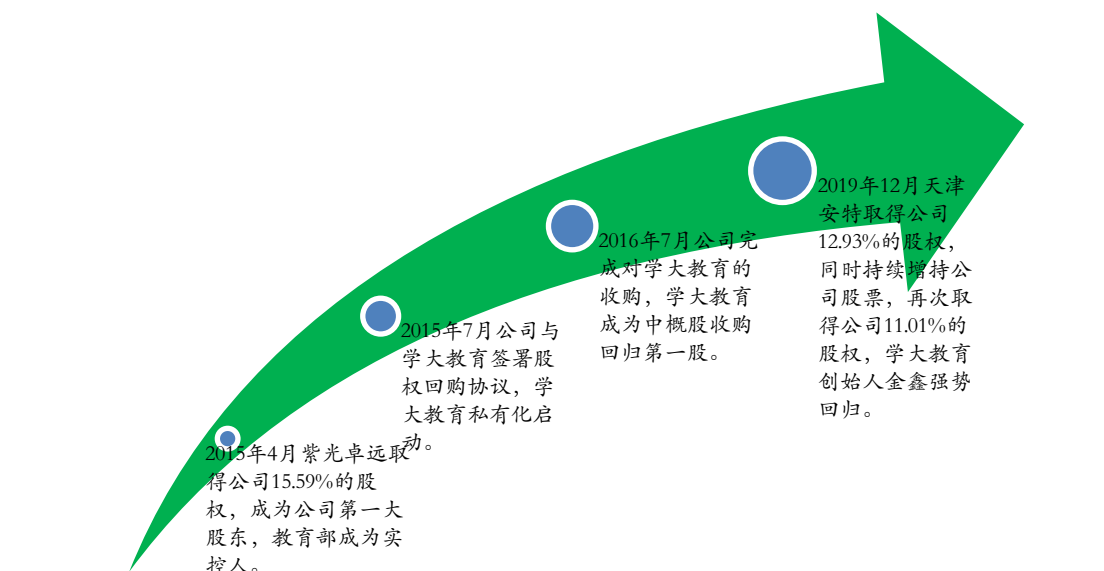 2015年4月紫光卓远取
得公司15.59%的股
权，成为公司第一大
股东，教育部成为实
控人。
2015年7月公司与
学大教育签署股
权回购协议，学
大教育私有化启
动。
2016年7月公司完
成对学大教育的
收购，学大教育
成为中概股收购
回归第一股。
2019年12月天津
安特取得公司
12.93%的股权，
同时持续增持公
司股票，再次取
得公司11.01%的
股权，学大教育
创始人金鑫强势
回归。